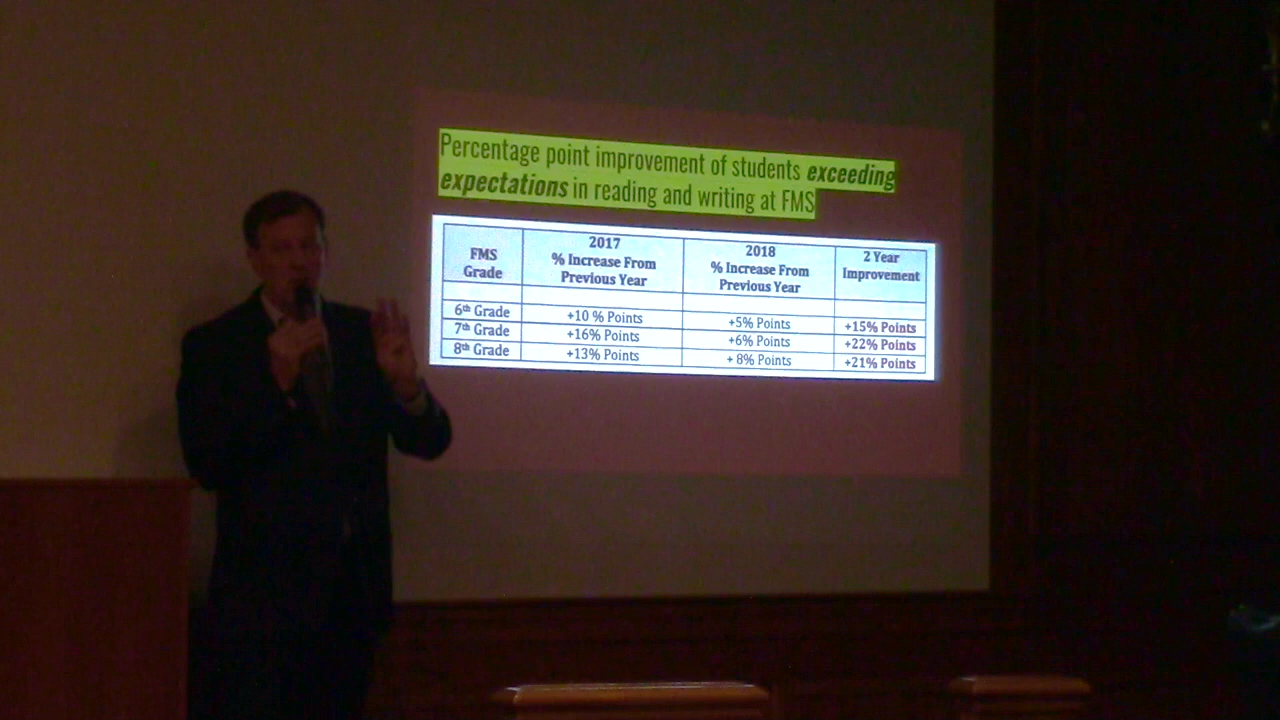 Percentage point improvement of students exceeding
expectations in reading and writing at FMS
FMS Grade | 2017 % Increase From Previous Year | 2018 % Increase From Previous Year | 2 Year Improvement
6th Grade | +10 % Points | +5% Points | +15% Points
7th Grade | +16% Points | +6% Points | +22% Points
8th Grade | +13% Points | + 8% Points | +21% Points